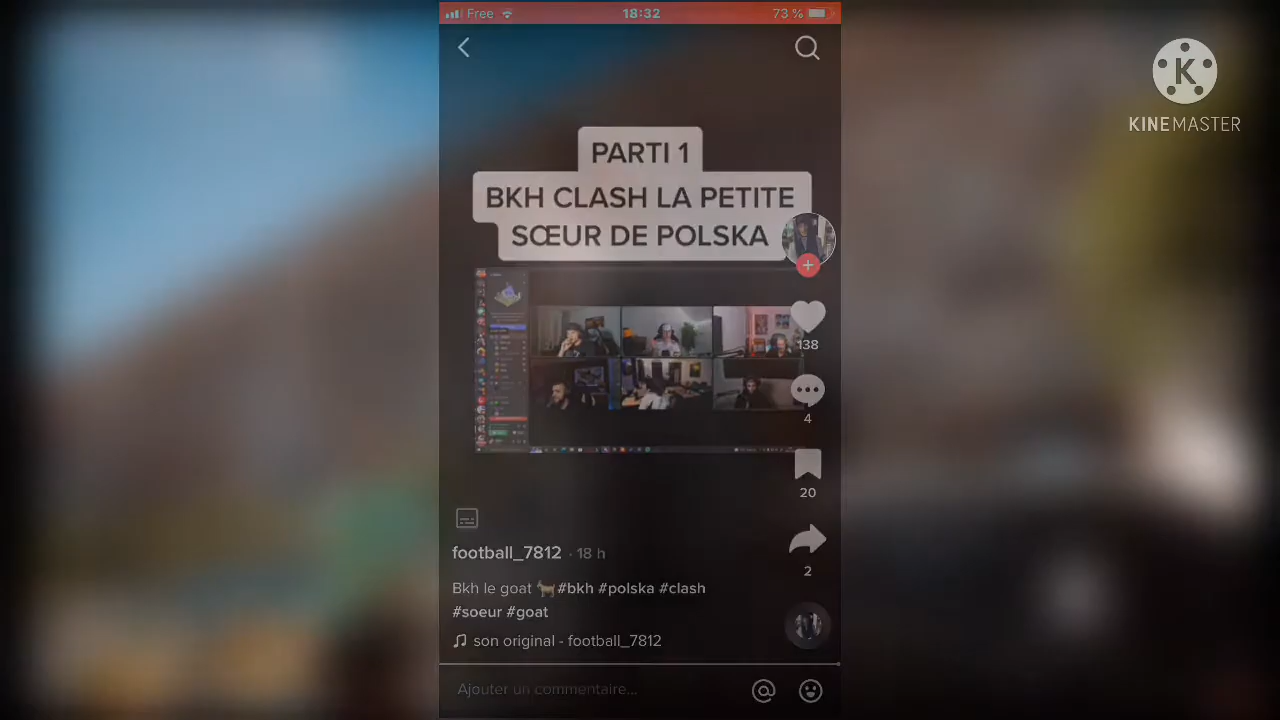 Free
18:32
73 %
KINEMASTER
PARTI 1
BKH CLASH LA PETITE
SŒUR DE POLSKA
138
4
20
2
football_7812 · 18 h
Bkh le goat 🐐#bkh #polska #clash
#soeur #goat
son original - football_7812
Ajouter un commentaire...